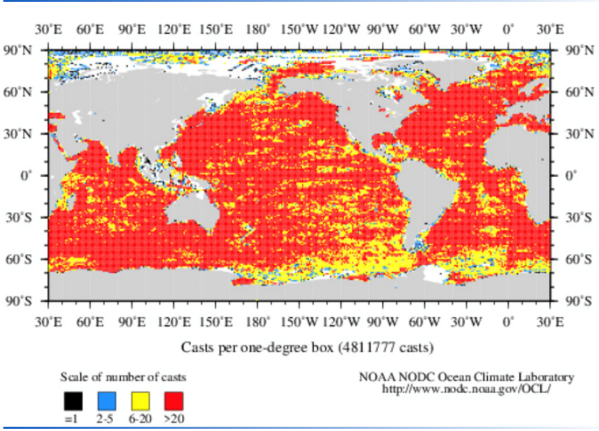 30˚E 60˚E 90˚E 120˚E 150˚E 180˚ 150˚W 120˚W 90˚W 60˚W 30˚W 0˚ 30˚E
90˚N 90˚N
60˚N 60˚N
30˚N 30˚N
0˚ 0˚
30˚S 30˚S
60˚S 60˚S
90˚S 90˚S
30˚E 60˚E 90˚E 120˚E 150˚E 180˚ 150˚W 120˚W 90˚W 60˚W 30˚W 0˚ 30˚E
Casts per one-degree box (4811777 casts)
Scale of number of casts
=1 2-5 6-20 >20
NOAA NODC Ocean Climate Laboratory
http://www.nodc.noaa.gov/OCL/